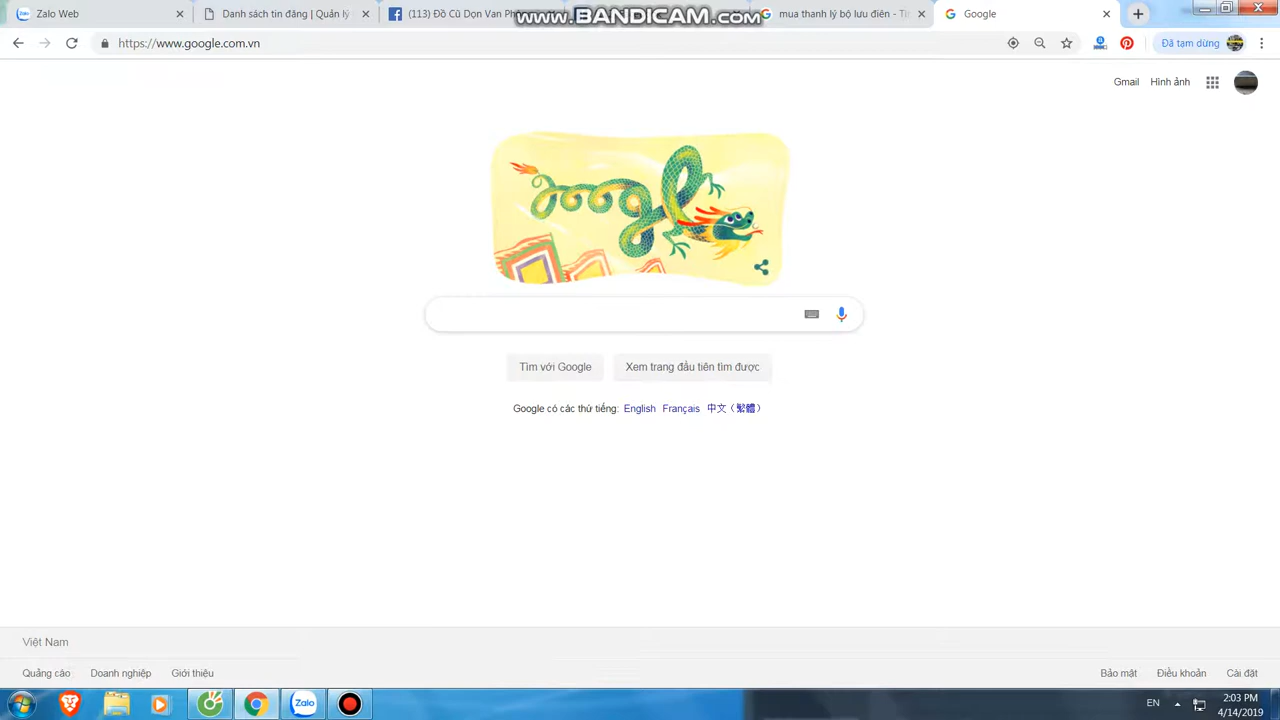 Zalo Web
Danh sách tin đăng | Quản lý
(113) Đồ Cũ Dọn Văn Ph
www.BANDICAM.com
mua thanh lý bộ lưu điện - Tì
Google
https://www.google.com.vn
Đã tạm dừng
Gmail Hình ảnh
Tìm với Google Xem trang đầu tiên tìm được
Google có các thứ tiếng: English Français 中文（繁體）
Việt Nam
Quảng cáo Doanh nghiệp Giới thiệu Bảo mật Điều khoản Cài đặt
Zalo
EN
2:03 PM
4/14/2019